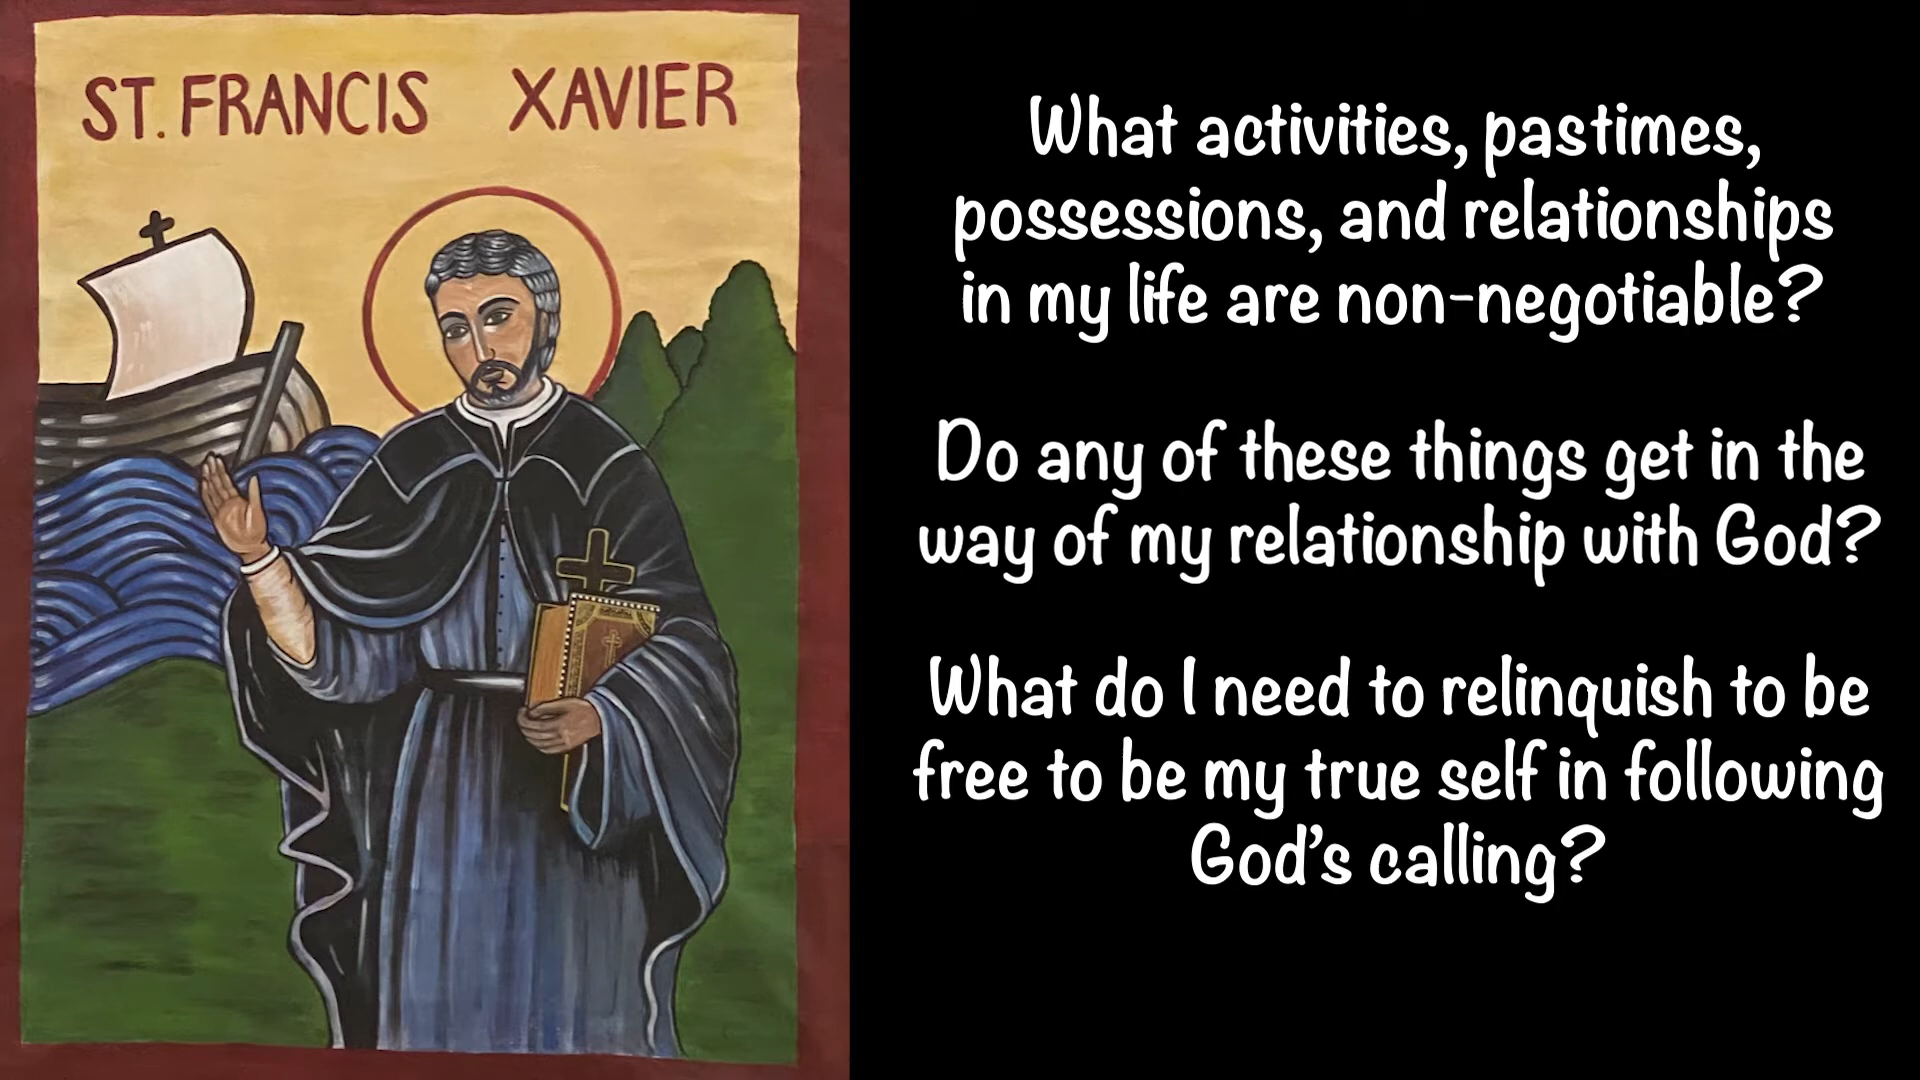 ST. FRANCIS XAVIER
What activities, pastimes,
possessions, and relationships
in my life are non-negotiable?
Do any of these things get in the
way of my relationship with God?
What do I need to relinquish to be
free to be my true self in following
God's calling?